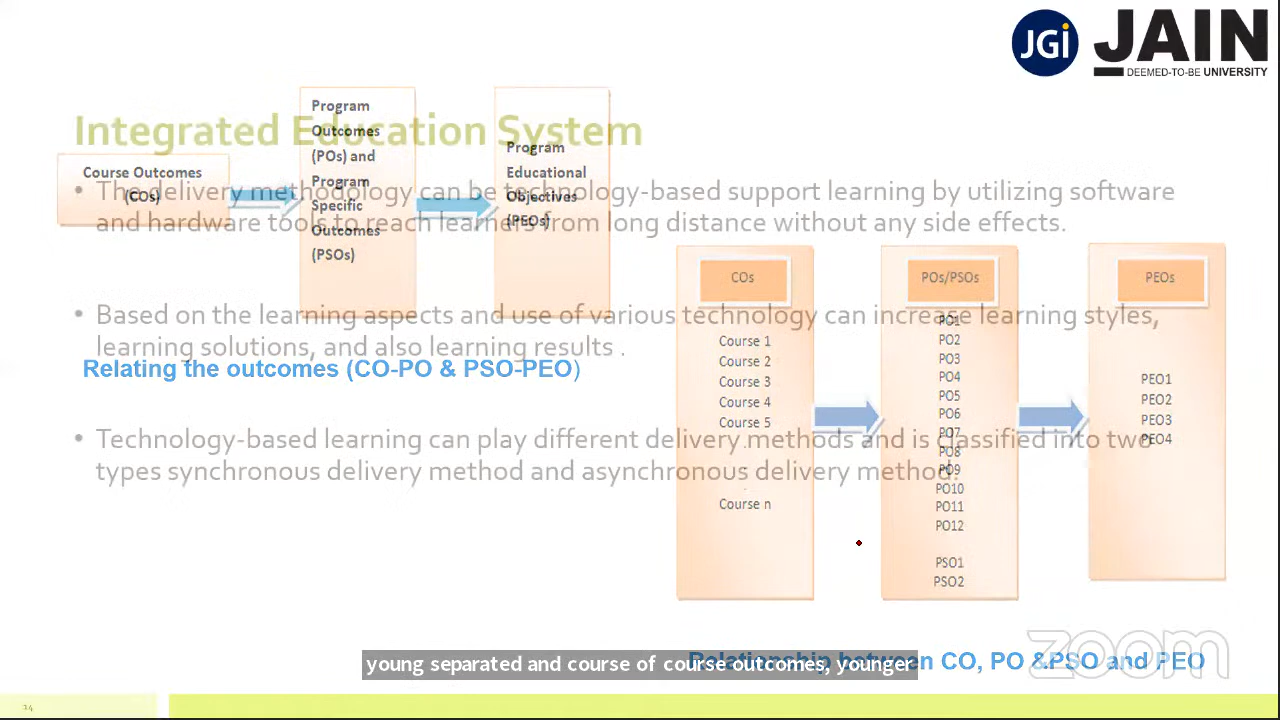 JGi JAIN
DEEMED-TO-BE UNIVERSITY
Integrated Education System
Course Outcomes
(COs)
Program
Outcomes
(POs) and
Program
Specific
Outcomes
(PSOs)
Program
Educational
Objectives
(PEOs)
• The delivery methodology can be technology-based support learning by utilizing software
and hardware tools to reach learners from long distance without any side effects.
• Based on the learning aspects and use of various technology can increase learning styles,
learning solutions, and also learning results .
Relating the outcomes (CO-PO & PSO-PEO)
• Technology-based learning can play different delivery methods and is classified into two
types synchronous delivery method and asynchronous delivery method.
COs
Course 1
Course 2
Course 3
Course 4
Course 5
.
.
.
Course n
POs/PSOs
PO1
PO2
PO3
PO4
PO5
PO6
PO7
PO8
PO9
PO10
PO11
PO12
PSO1
PSO2
PEOs
PEO1
PEO2
PEO3
PEO4
Relationship between CO, PO &PSO and PEO
young separated and course of course outcomes, younger
zoom
24